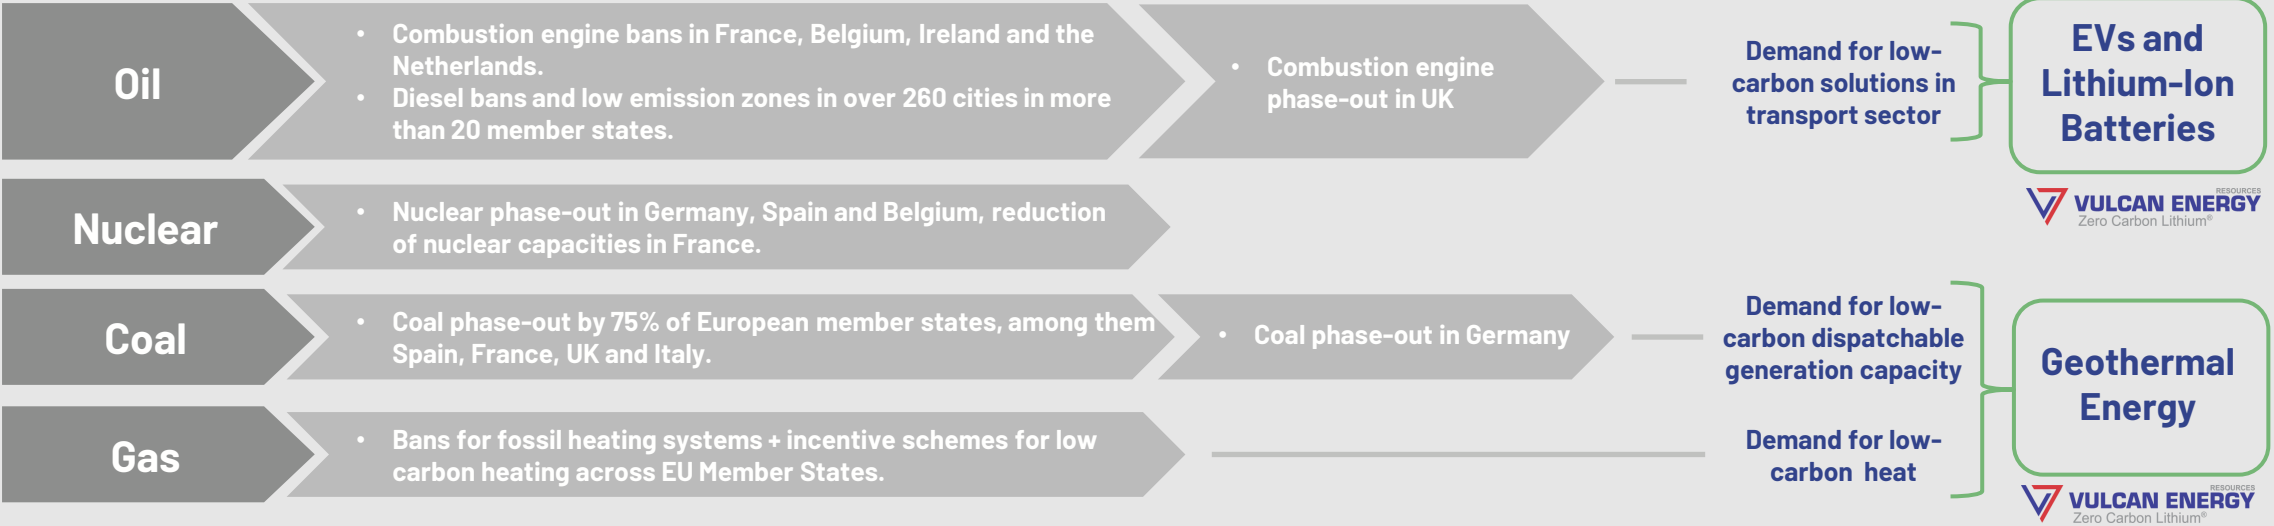 Oil
• Combustion engine bans in France, Belgium, Ireland and the
Netherlands.
• Diesel bans and low emission zones in over 260 cities in more
than 20 member states.
• Combustion engine
phase-out in UK
Demand for low-
carbon solutions in
transport sector
EVs and
Lithium-Ion
Batteries
RESOURCES
VULCAN ENERGY
Zero Carbon Lithium®
Nuclear
• Nuclear phase-out in Germany, Spain and Belgium, reduction
of nuclear capacities in France.
Coal
• Coal phase-out by 75% of European member states, among them
Spain, France, UK and Italy.
• Coal phase-out in Germany
Demand for low-
carbon dispatchable
generation capacity
Geothermal
Energy
Gas
• Bans for fossil heating systems + incentive schemes for low
carbon heating across EU Member States.
Demand for low-
carbon heat
RESOURCES
VULCAN ENERGY
Zero Carbon Lithium®